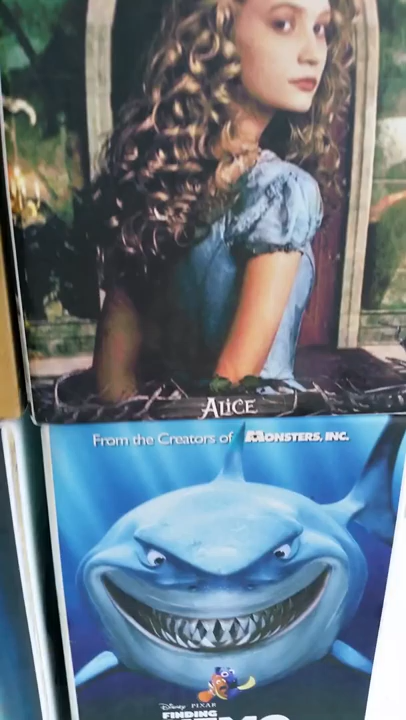 ALICE
From the Creators of MONSTERS, INC.
Disney PIXAR
FINDING